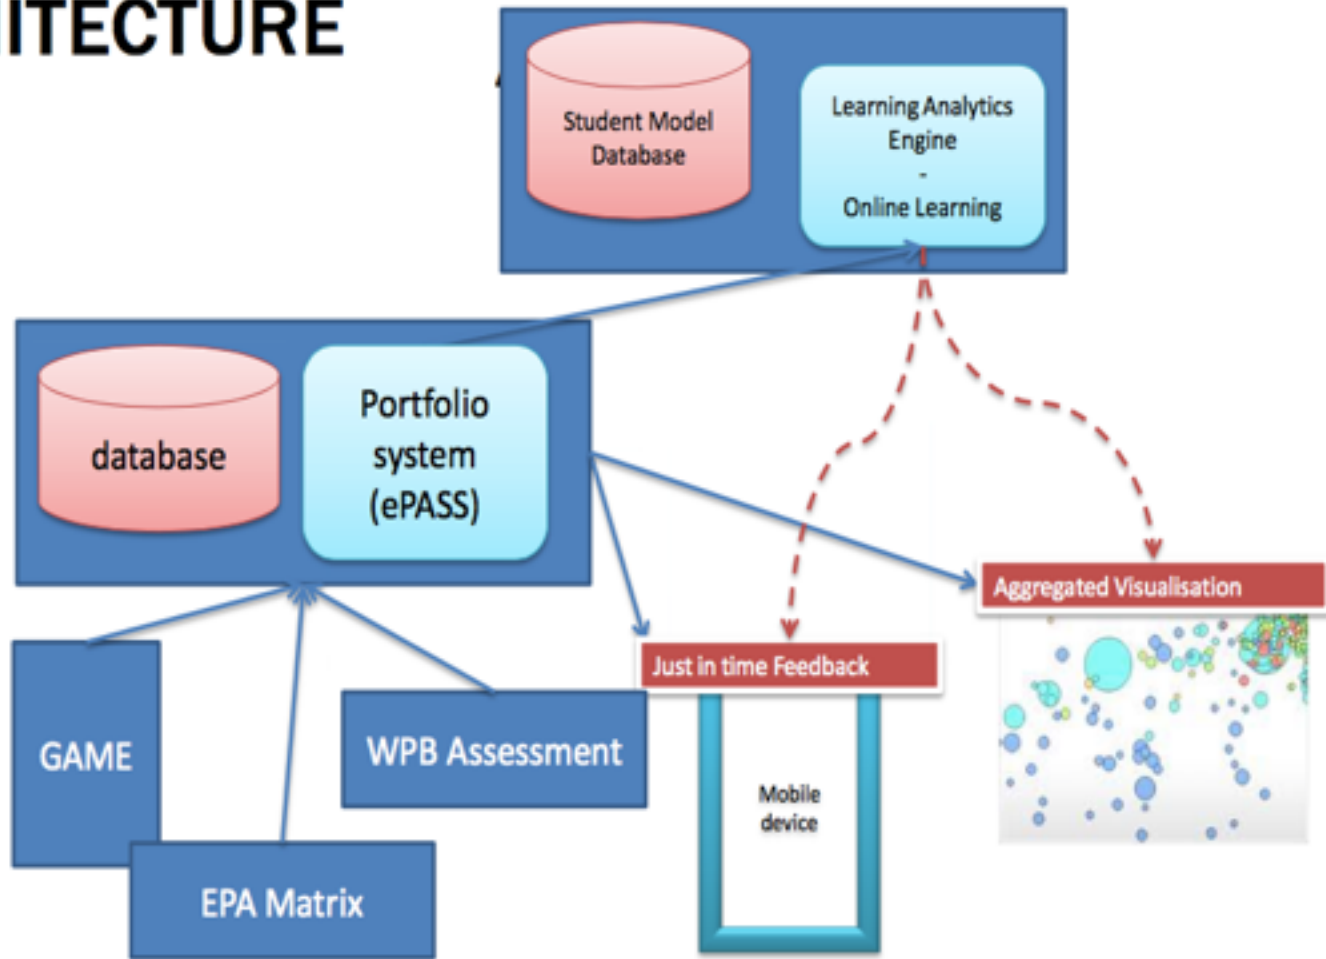 HITECTURE
Student Model
Database
Learning Analytics
Engine
-
Online Learning
database
Portfolio
system
(ePASS)
Aggregated Visualisation
Just in time Feedback
GAME
WPB Assessment
Mobile
device
EPA Matrix